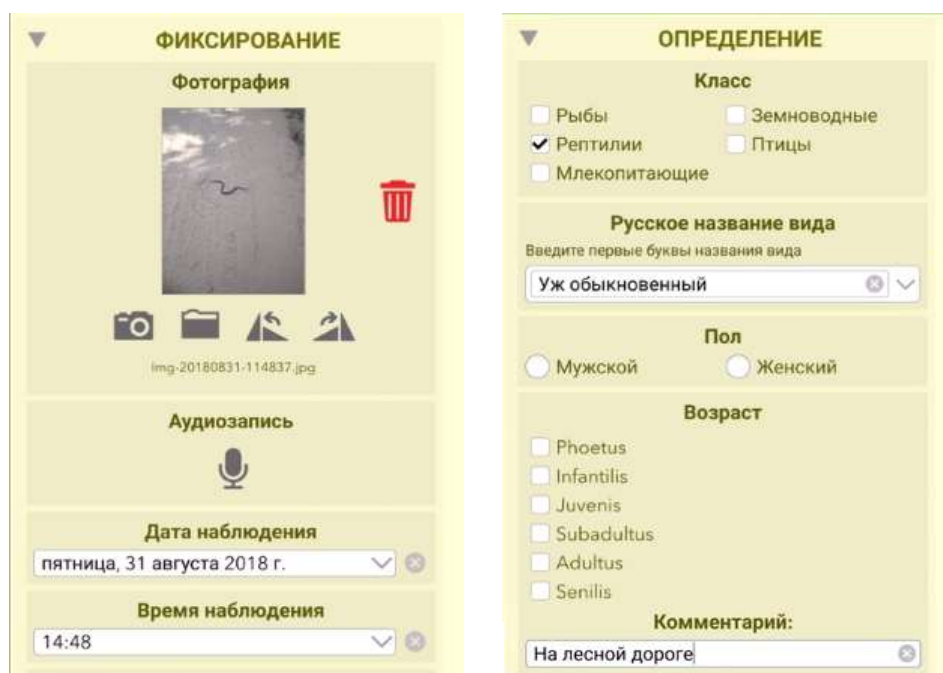 ФИКСИРОВАНИЕ
Фотография
img-20180831-114837.jpg
Аудиозапись
Дата наблюдения
пятница, 31 августа 2018 г.
Время наблюдения
14:48
ОПРЕДЕЛЕНИЕ
Класс
Рыбы
Земноводные
Рептилии
Птицы
Млекопитающие
Русское название вида
Введите первые буквы названия вида
Уж обыкновенный
Пол
Мужской
Женский
Возраст
Phoetus
Infantilis
Juvenis
Subadultus
Adultus
Senilis
Комментарий:
На лесной дороге